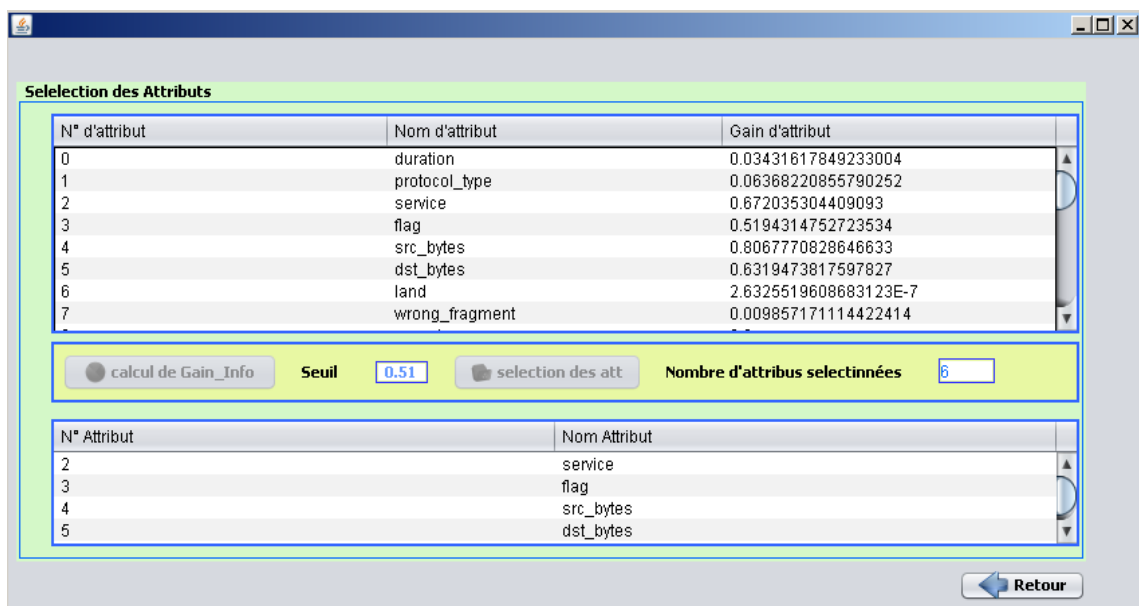 Selelection des Attributs
N° d'attribut Nom d'attribut Gain d'attribut
0 duration 0.03431617849233004
1 protocol_type 0.06368220855790252
2 service 0.672035304409093
3 flag 0.5194314752723534
4 src_bytes 0.8067770828646633
5 dst_bytes 0.6319473817597827
6 land 2.6325519608683123E-7
7 wrong_fragment 0.009857171114422414
calcul de Gain_Info Seuil 0.51 selection des att Nombre d'attribus selectinnées 6
N° Attribut Nom Attribut
2 service
3 flag
4 src_bytes
5 dst_bytes
Retour